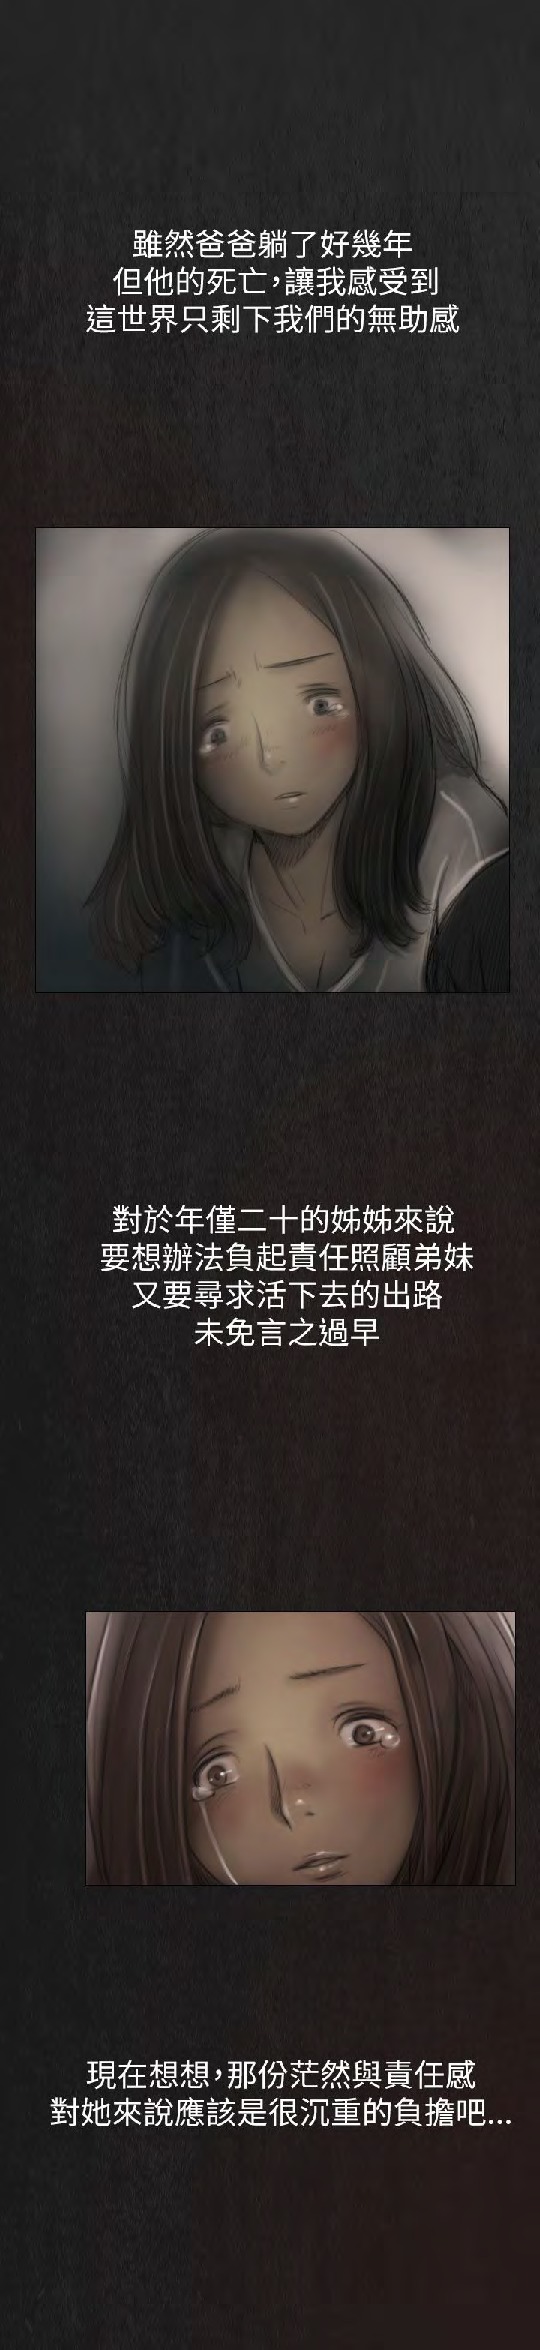 雖然爸爸躺了好幾年
但他的死亡，讓我感受到
這世界只剩下我們的無助感
對於年僅二十的姊姊來說
要想辦法負起責任照顧弟妹
又要尋求活下去的出路
未免言之過早
現在想想，那份茫然與責任感
對她來說應該是很沉重的負擔吧...